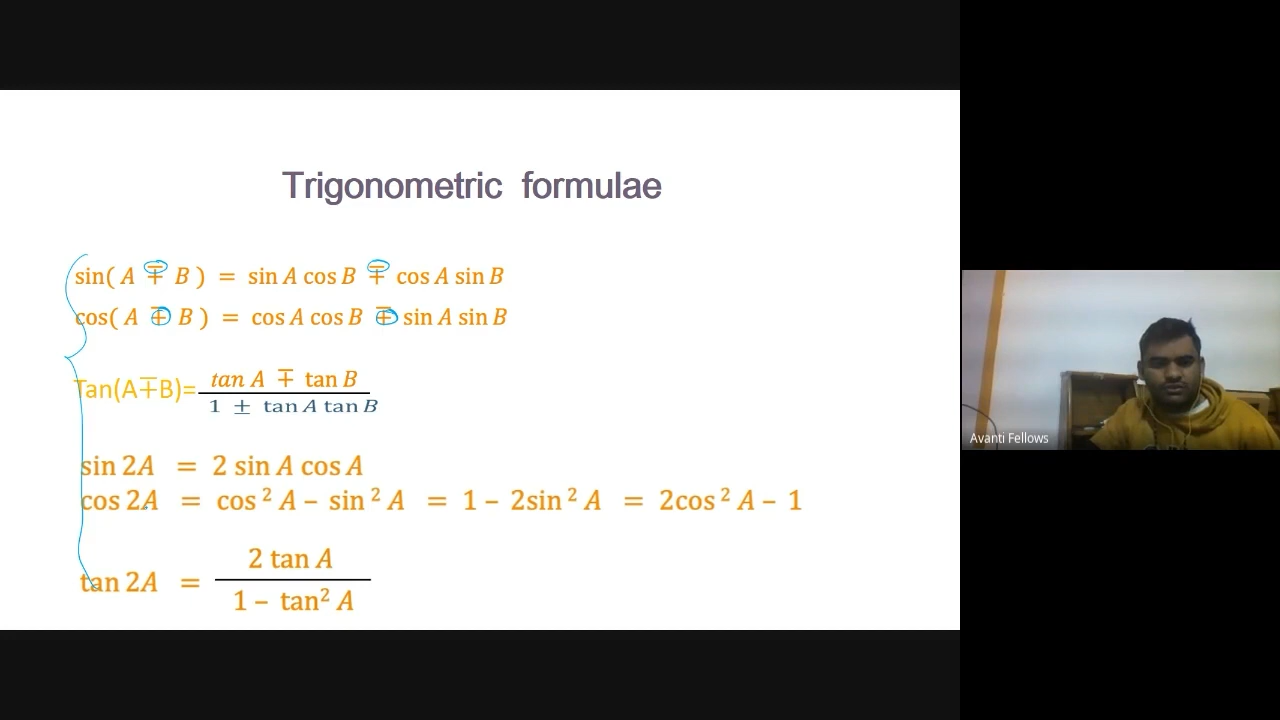 Trigonometric formulae
sin( A ∓ B ) = sin A cos B ∓ cos A sin B
cos( A ∓ B ) = cos A cos B ∓ sin A sin B
Tan(A∓B)= tan A ∓ tan B
1 ± tan A tan B
sin 2A = 2 sin A cos A
cos 2A = cos² A – sin² A = 1 – 2sin² A = 2cos² A – 1
tan 2A = 2 tan A
1 – tan² A
Avanti Fellows